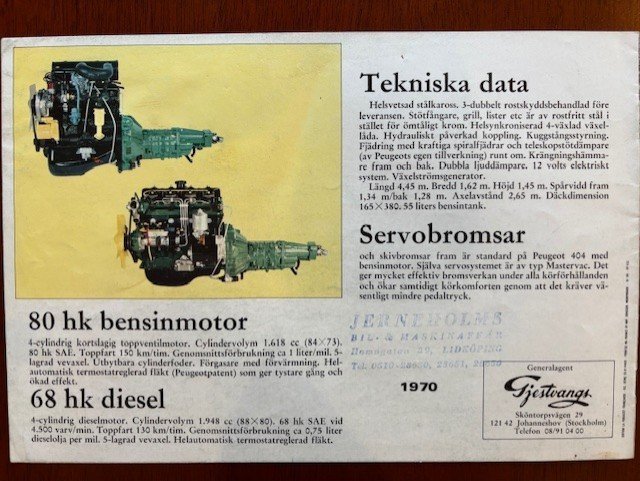 80 hk bensinmotor
4-cylindrig kortslagig toppventilmotor. Cylindervolym 1.618 cc (84×73).
80 hk SAE. Toppfart 150 km/tim. Genomsnittsförbrukning ca 1 liter/mil. 5-
lagrad vevaxel. Utbytbara cylinderfoder. Förgasare med förvärmning. Hel-
automatisk termostatreglerad fläkt (Peugeotpatent) som ger tystare gång och
ökad effekt.
68 hk diesel
4-cylindrig dieselmotor. Cylindervolym 1.948 cc (88×80). 68 hk SAE vid
4.500 varv/min. Toppfart 130 km/tim. Genomsnittsförbrukning ca 0,75 liter
dieselolja per mil. 5-lagrad vevaxel. Helautomatisk termostatreglerad fläkt.
Tekniska data
Helsvetsad stålkaross. 3-dubbelt rostskyddsbehandlad före
leveransen. Stötfångare, grill, lister etc är av rostfritt stål i
stället för ömtåligt krom. Helsynkroniserad 4-växlad växel-
låda. Hydrauliskt påverkad koppling. Kuggstångsstyrning.
Fjädring med kraftiga spiralfjädrar och teleskopstötdämpare
(av Peugeots egen tillverkning) runt om. Krängningshämma-
re fram och bak. Dubbla ljuddämpare. 12 volts elektriskt
system. Växelströmsgenerator.
Längd 4,45 m. Bredd 1,62 m. Höjd 1,45 m. Spårvidd fram
1,34 m/bak 1,28 m. Axelavstånd 2,65 m. Däckdimension
165×380. 55 liters bensintank.
Servobromsar
och skivbromsar fram är standard på Peugeot 404 med
bensinmotor. Själva servosystemet är av typ Mastervac. Det
ger mycket effektiv bromsverkan under alla körförhållanden
och ökar samtidigt körkomforten genom att det kräver vä-
sentligt mindre pedaltryck.
JERNEHOLMS
BIL- & MASKINAFFÄR
LIDKÖPING
Tel. 0510-
1970
Generalagent
Gjestvangs
Sköntorpsvägen 29
121 42 Johanneshov (Stockholm)
Telefon 08/91 04 00